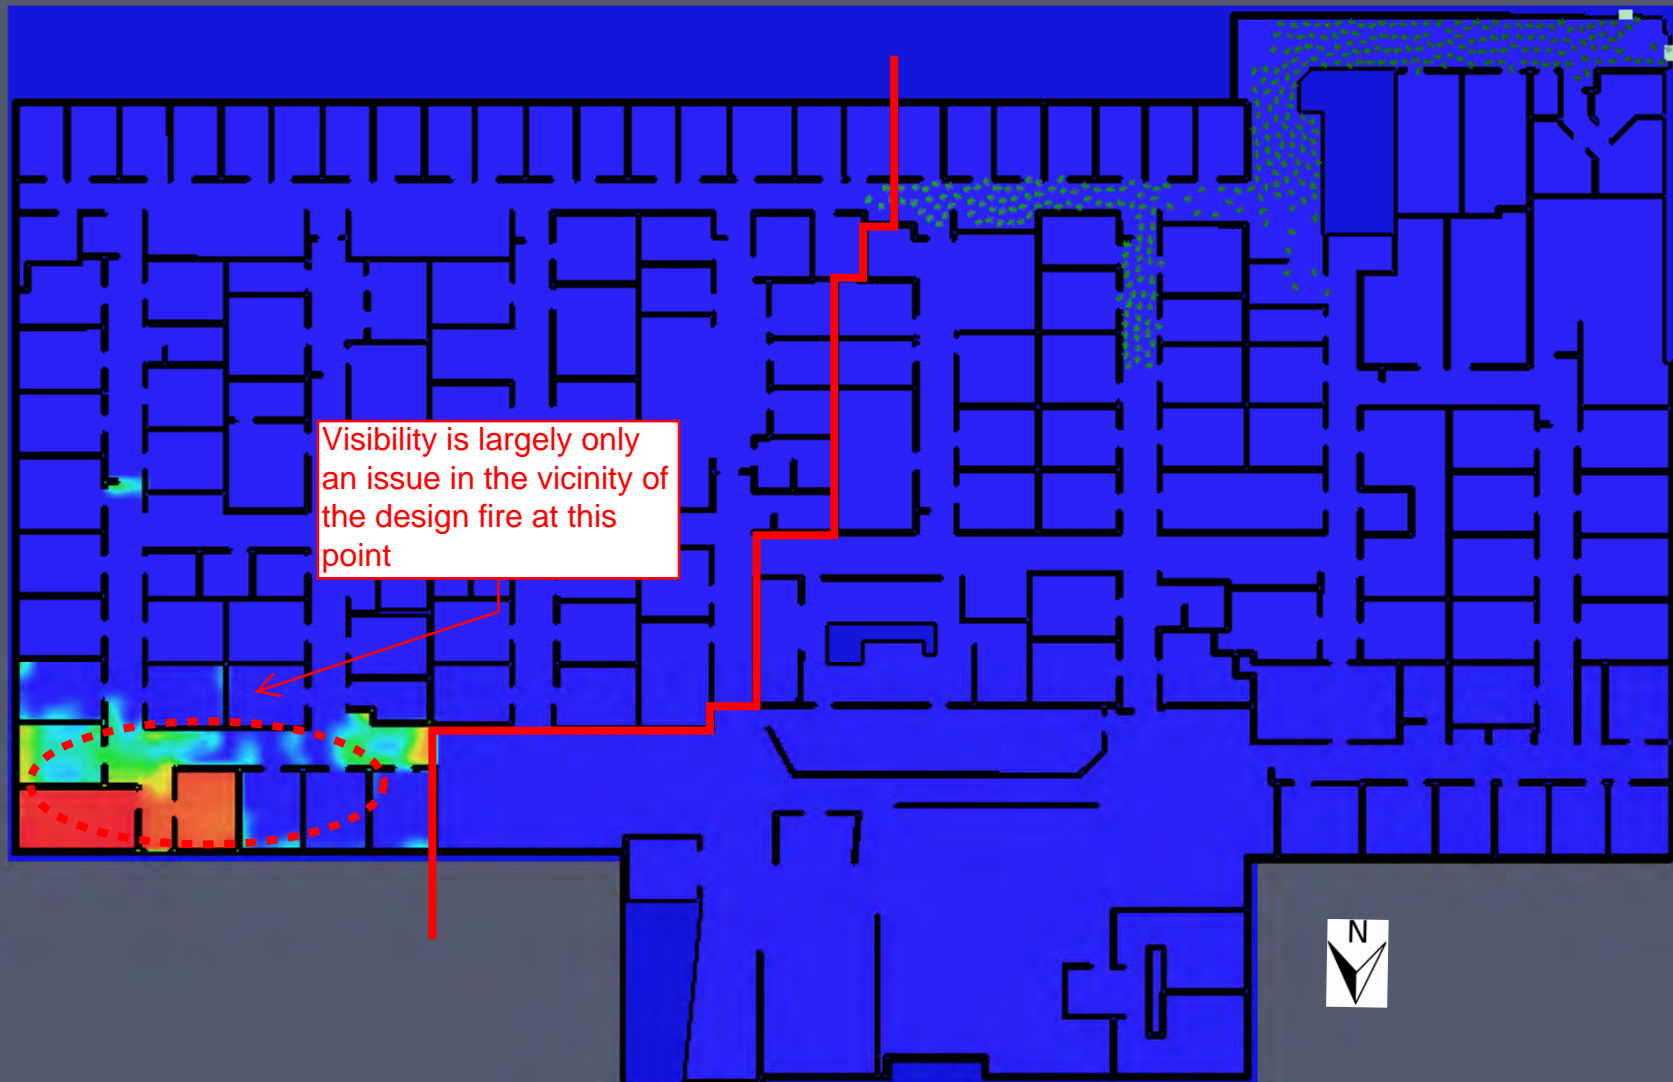 Visibility is largely only
an issue in the vicinity of
the design fire at this
point
N